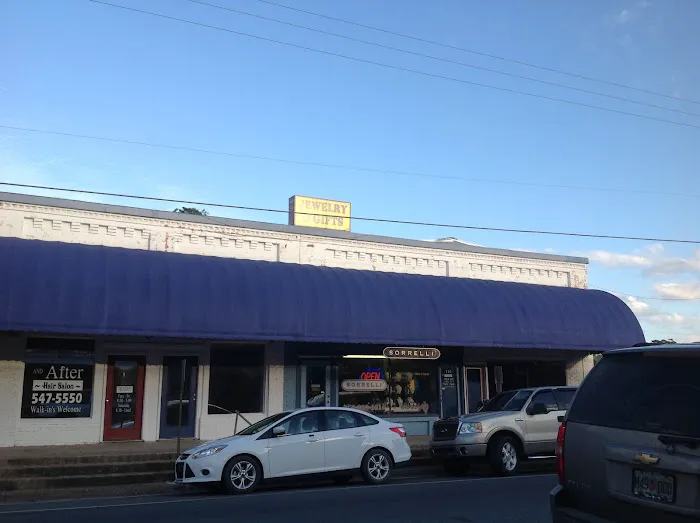 JEWELRY
GIFTS
SORRELLI
OPEN
SORRELLI
AND After
~ Hair Salon ~
547-5550
Walk-in's Welcome